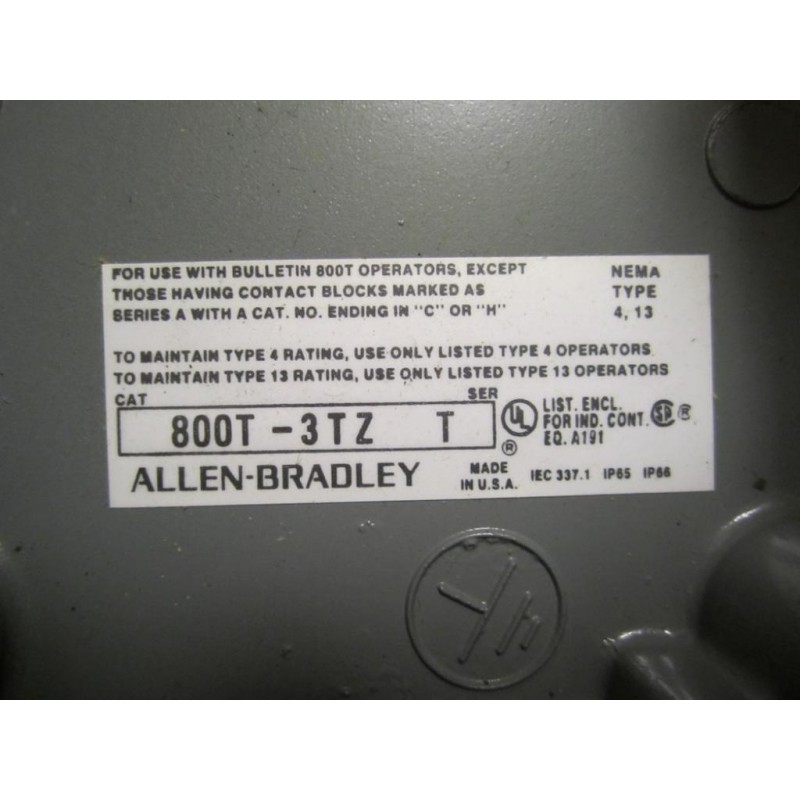 FOR USE WITH BULLETIN 800T OPERATORS, EXCEPT
THOSE HAVING CONTACT BLOCKS MARKED AS
SERIES A WITH A CAT. NO. ENDING IN "C" OR "H"
NEMA
TYPE
4, 13
TO MAINTAIN TYPE 4 RATING, USE ONLY LISTED TYPE 4 OPERATORS
TO MAINTAIN TYPE 13 RATING, USE ONLY LISTED TYPE 13 OPERATORS
CAT SER
800T-3TZ T
UL ®
LIST. ENCL.
FOR IND. CONT.
EQ. A191
SA ®
ALLEN-BRADLEY
MADE
IN U.S.A.
IEC 337.1 IP65 IP66